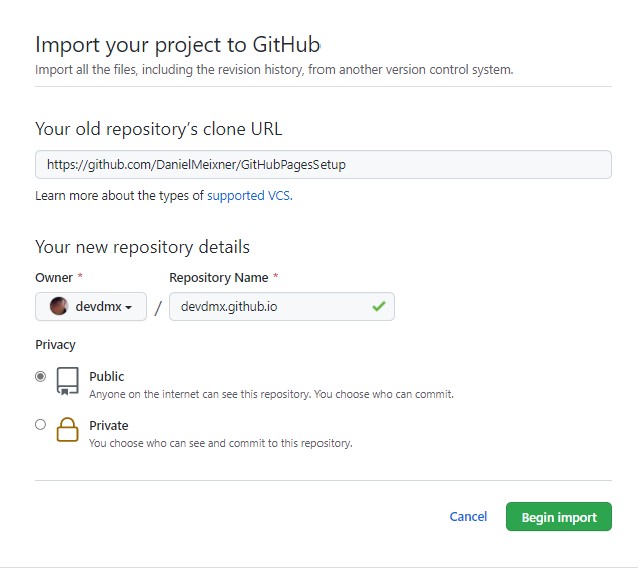 Import your project to GitHub
Import all the files, including the revision history, from another version control system.
Your old repository's clone URL
https://github.com/DanielMeixner/GitHubPagesSetup
Learn more about the types of supported VCS.
Your new repository details
Owner * Repository Name *
devdmx / devdmx.github.io
Privacy
Public
Anyone on the internet can see this repository. You choose who can commit.
Private
You choose who can see and commit to this repository.
Cancel Begin import